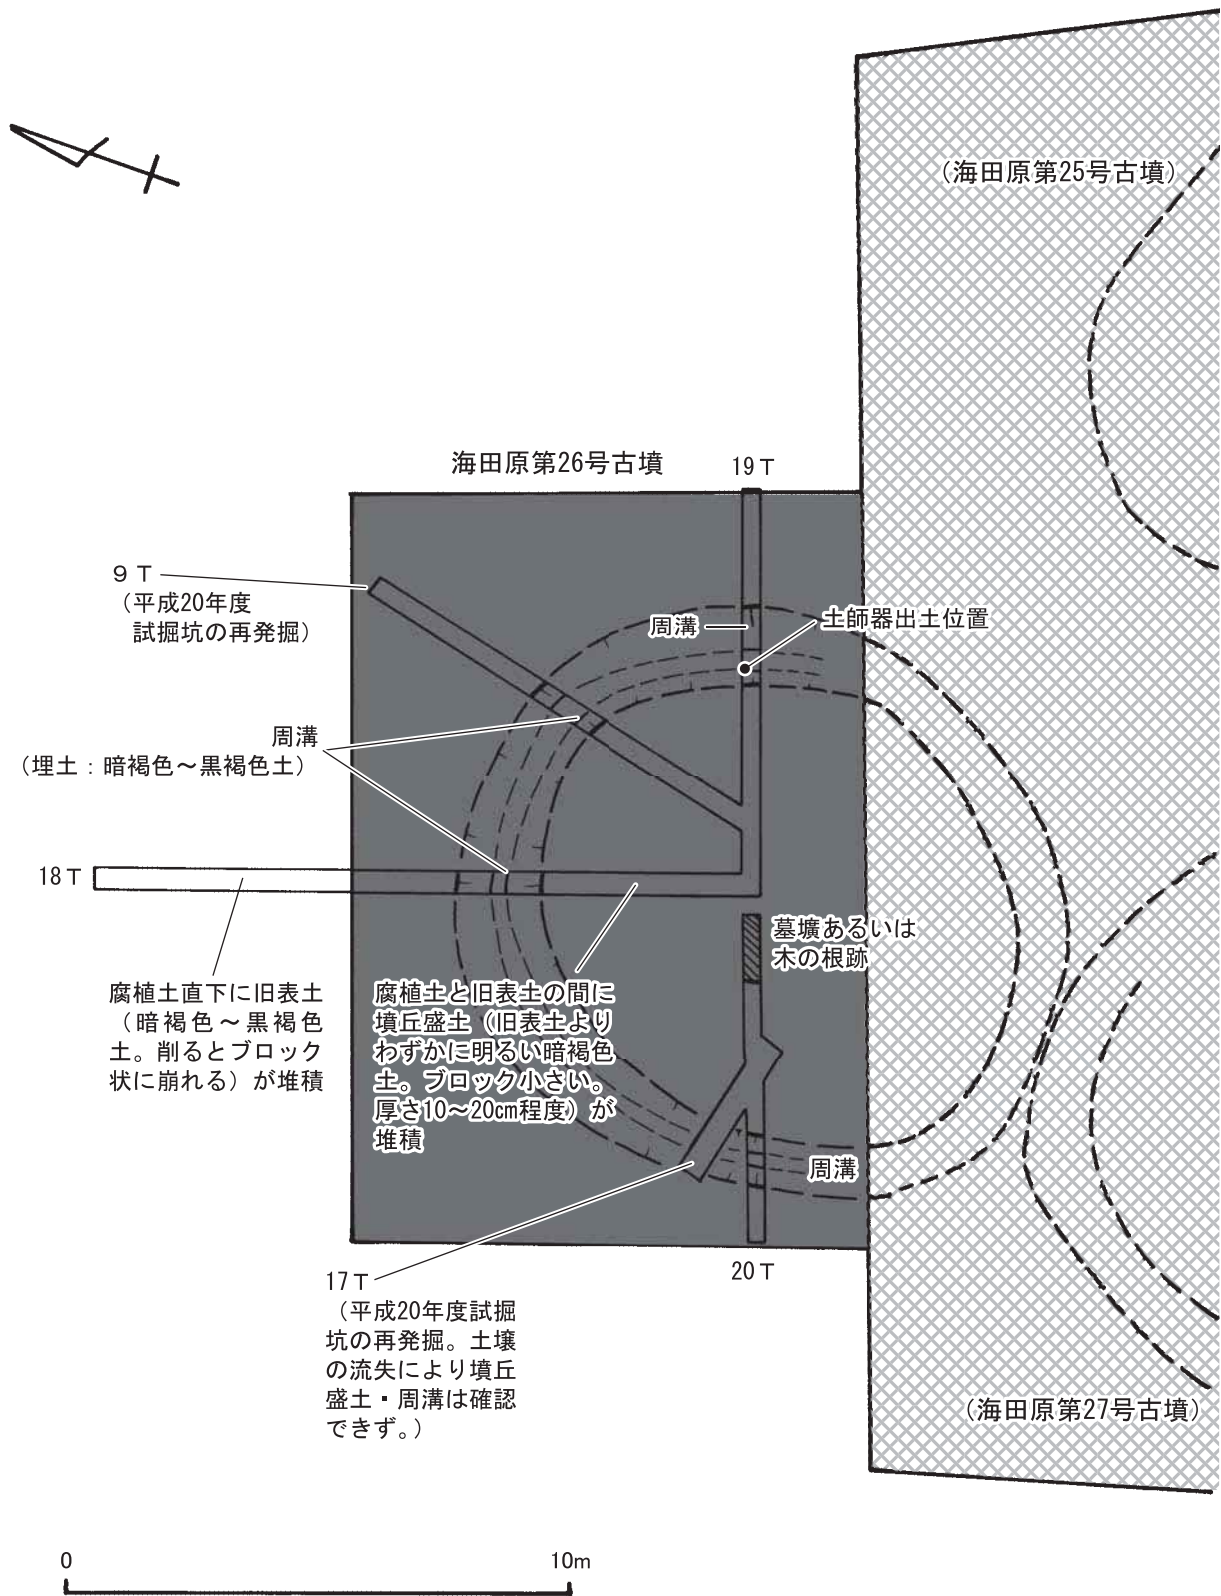 (海田原第25号古墳)
海田原第26号古墳
19T
9T
(平成20年度
試掘坑の再発掘)
周溝
土師器出土位置
周溝
(埋土：暗褐色～黒褐色土)
18T
墓壙あるいは
木の根跡
腐植土直下に旧表土
(暗褐色～黒褐色
土。削るとブロック
状に崩れる)が堆積
腐植土と旧表土の間に
墳丘盛土(旧表土より
わずかに明るい暗褐色
土。ブロック小さい。
厚さ10～20cm程度)が
堆積
周溝
17T
(平成20年度試掘
坑の再発掘。土壌
の流失により墳丘
盛土・周溝は確認
できず。)
20T
(海田原第27号古墳)
0
10m